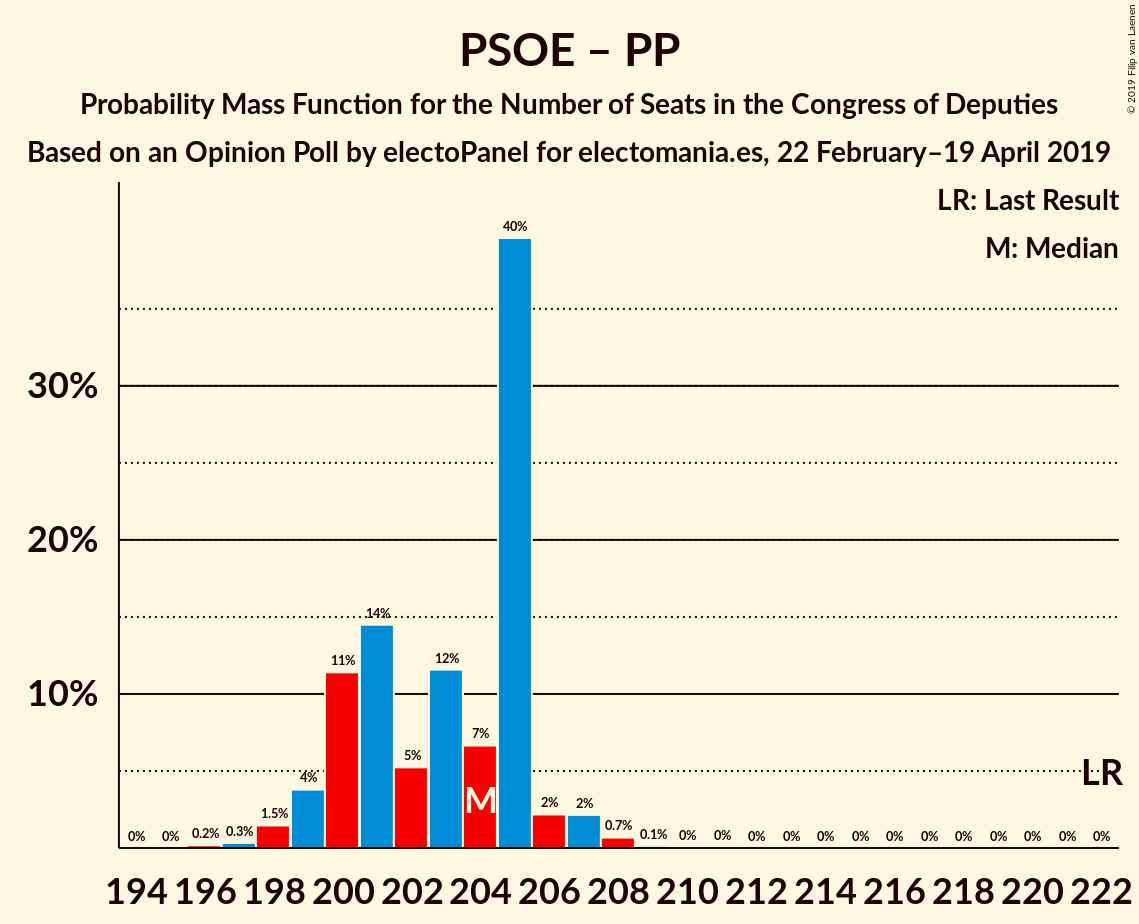 PSOE – PP
Probability Mass Function for the Number of Seats in the Congress of Deputies
Based on an Opinion Poll by electoPanel for electomania.es, 22 February–19 April 2019
© 2019 Filip van Laenen
LR: Last Result
M: Median
40%
30%
20%
14%
12%
11%
10%
7%
5%
4%
LR
M
0% 0% 0.2% 0.3% 1.5% 2% 2% 0.7% 0.1% 0% 0% 0% 0% 0% 0% 0% 0% 0% 0% 0% 0% 0%
194 196 198 200 202 204 206 208 210 212 214 216 218 220 222